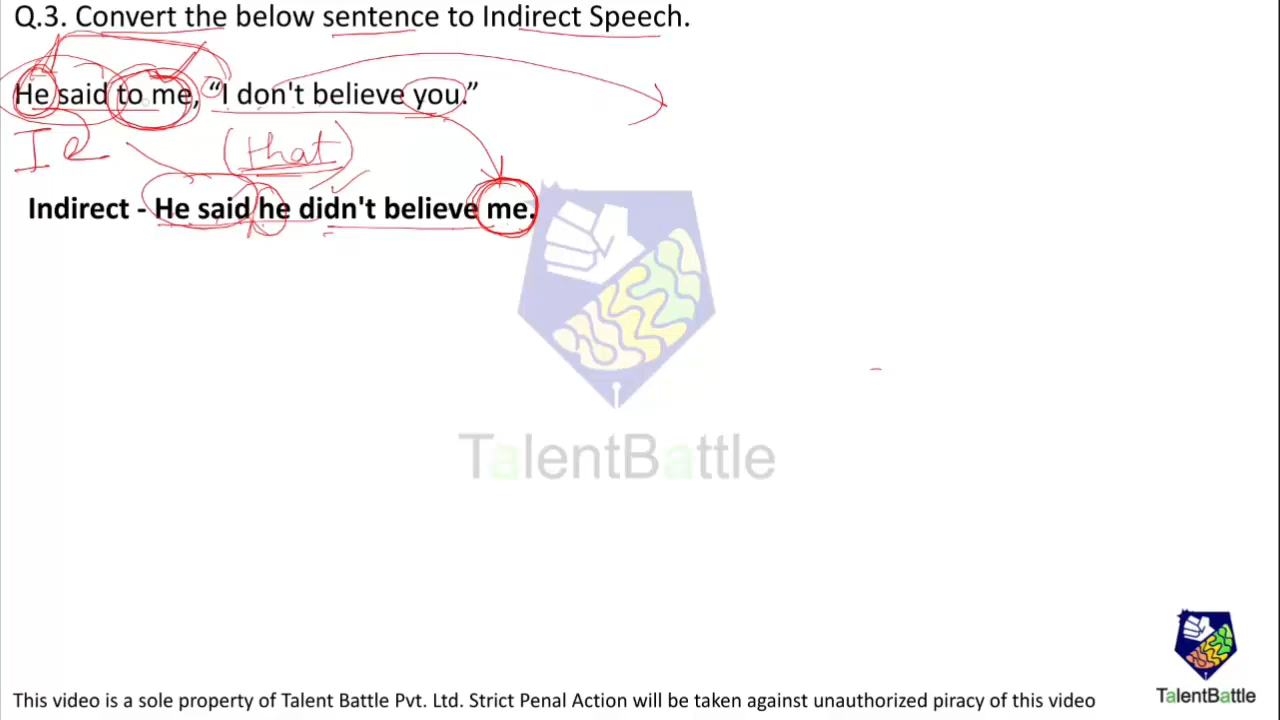 Q.3. Convert the below sentence to Indirect Speech.
He said to me, “I don't believe you.”
(that)
Indirect - He said he didn't believe me.
TalentBattle
TalentBattle
This video is a sole property of Talent Battle Pvt. Ltd. Strict Penal Action will be taken against unauthorized piracy of this video